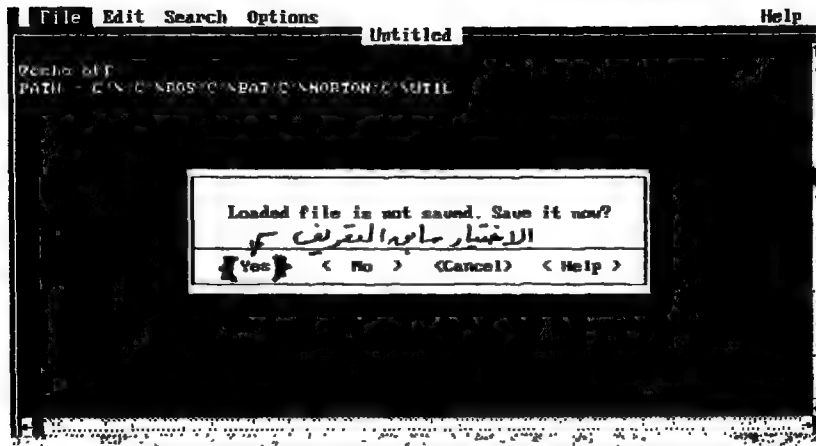 File Edit Search Options Help
Untitled
@echo off
PATH = C:\;C:\DOS;C:\BAT;C:\NORTON;C:\UTIL
Loaded file is not saved. Save it now?
الاختيار سابق التعريف
< Yes > < No > <Cancel> < Help >